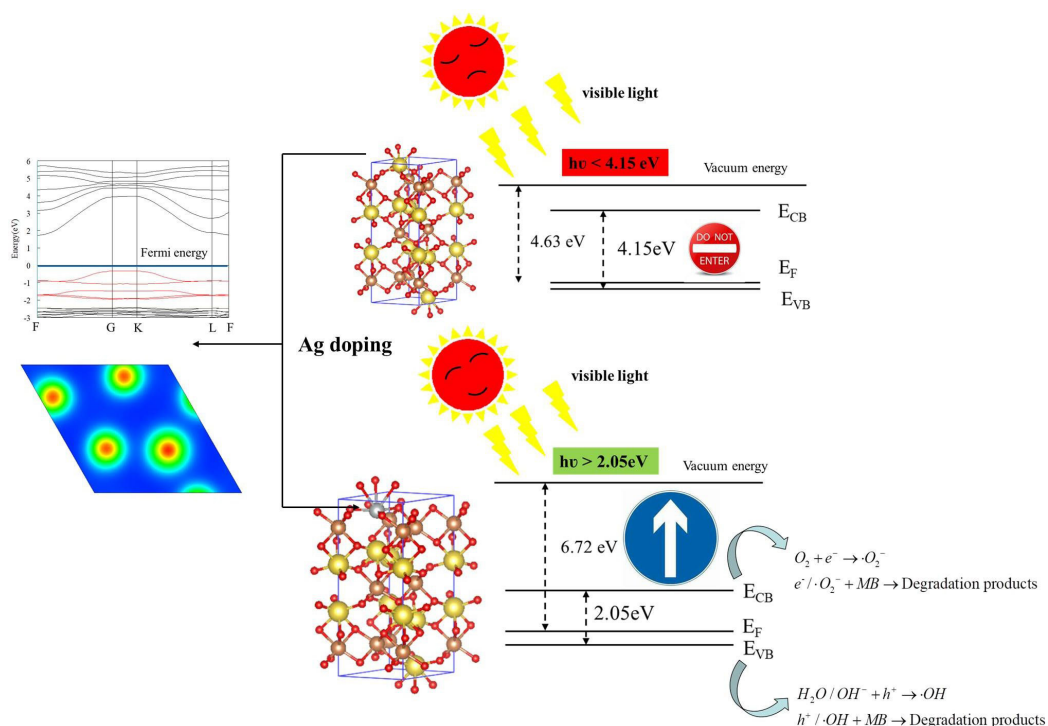 visible light
hυ < 4.15 eV
Vacuum energy
E_CB
4.63 eV
4.15eV
DO NOT
ENTER
E_F
E_VB
Energy(eV)
6
5
4
3
2
1
0
-1
-2
-3
Fermi energy
F G K L F
Ag doping
visible light
hυ > 2.05eV
Vacuum energy
6.72 eV
E_CB
2.05eV
E_F
E_VB
O₂ + e⁻ → ·O₂⁻
e⁻/·O₂⁻ + MB → Degradation products
H₂O / OH⁻ + h⁺ → ·OH
h⁺ / ·OH + MB → Degradation products